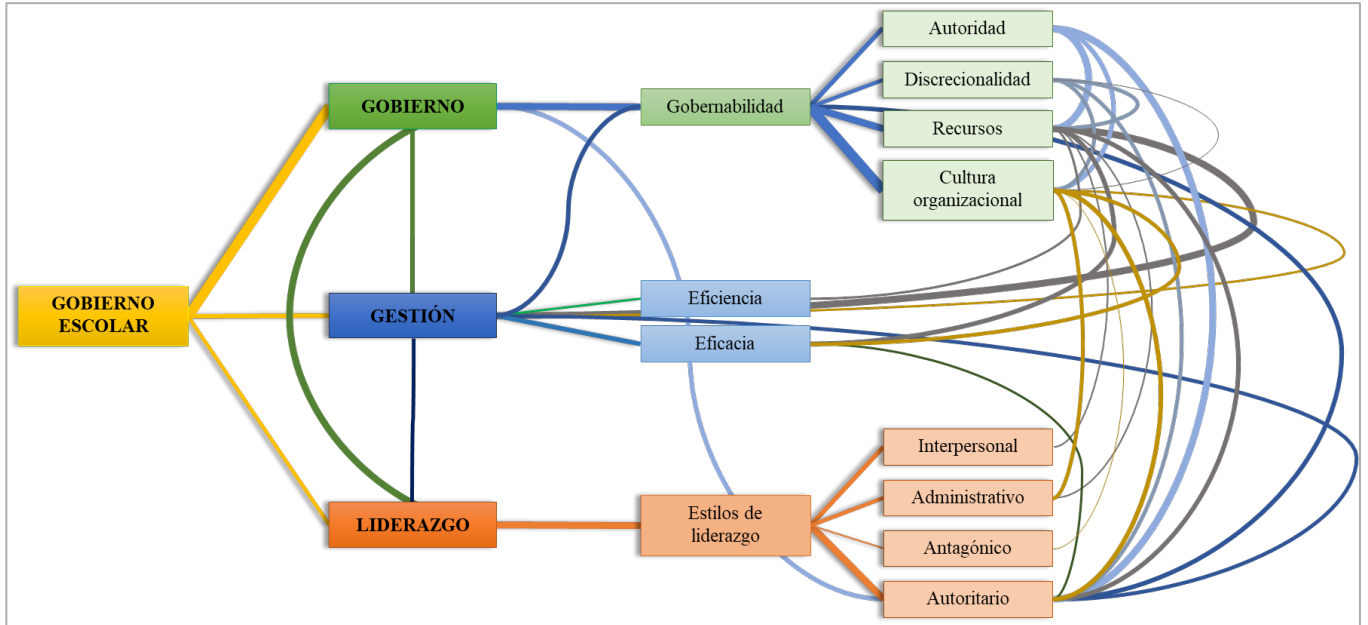 Autoridad
GOBIERNO
Gobernabilidad
Discrecionalidad
Recursos
Cultura
organizacional
GOBIERNO
ESCOLAR
GESTIÓN
Eficiencia
Eficacia
Interpersonal
LIDERAZGO
Estilos de
liderazgo
Administrativo
Antagónico
Autoritario